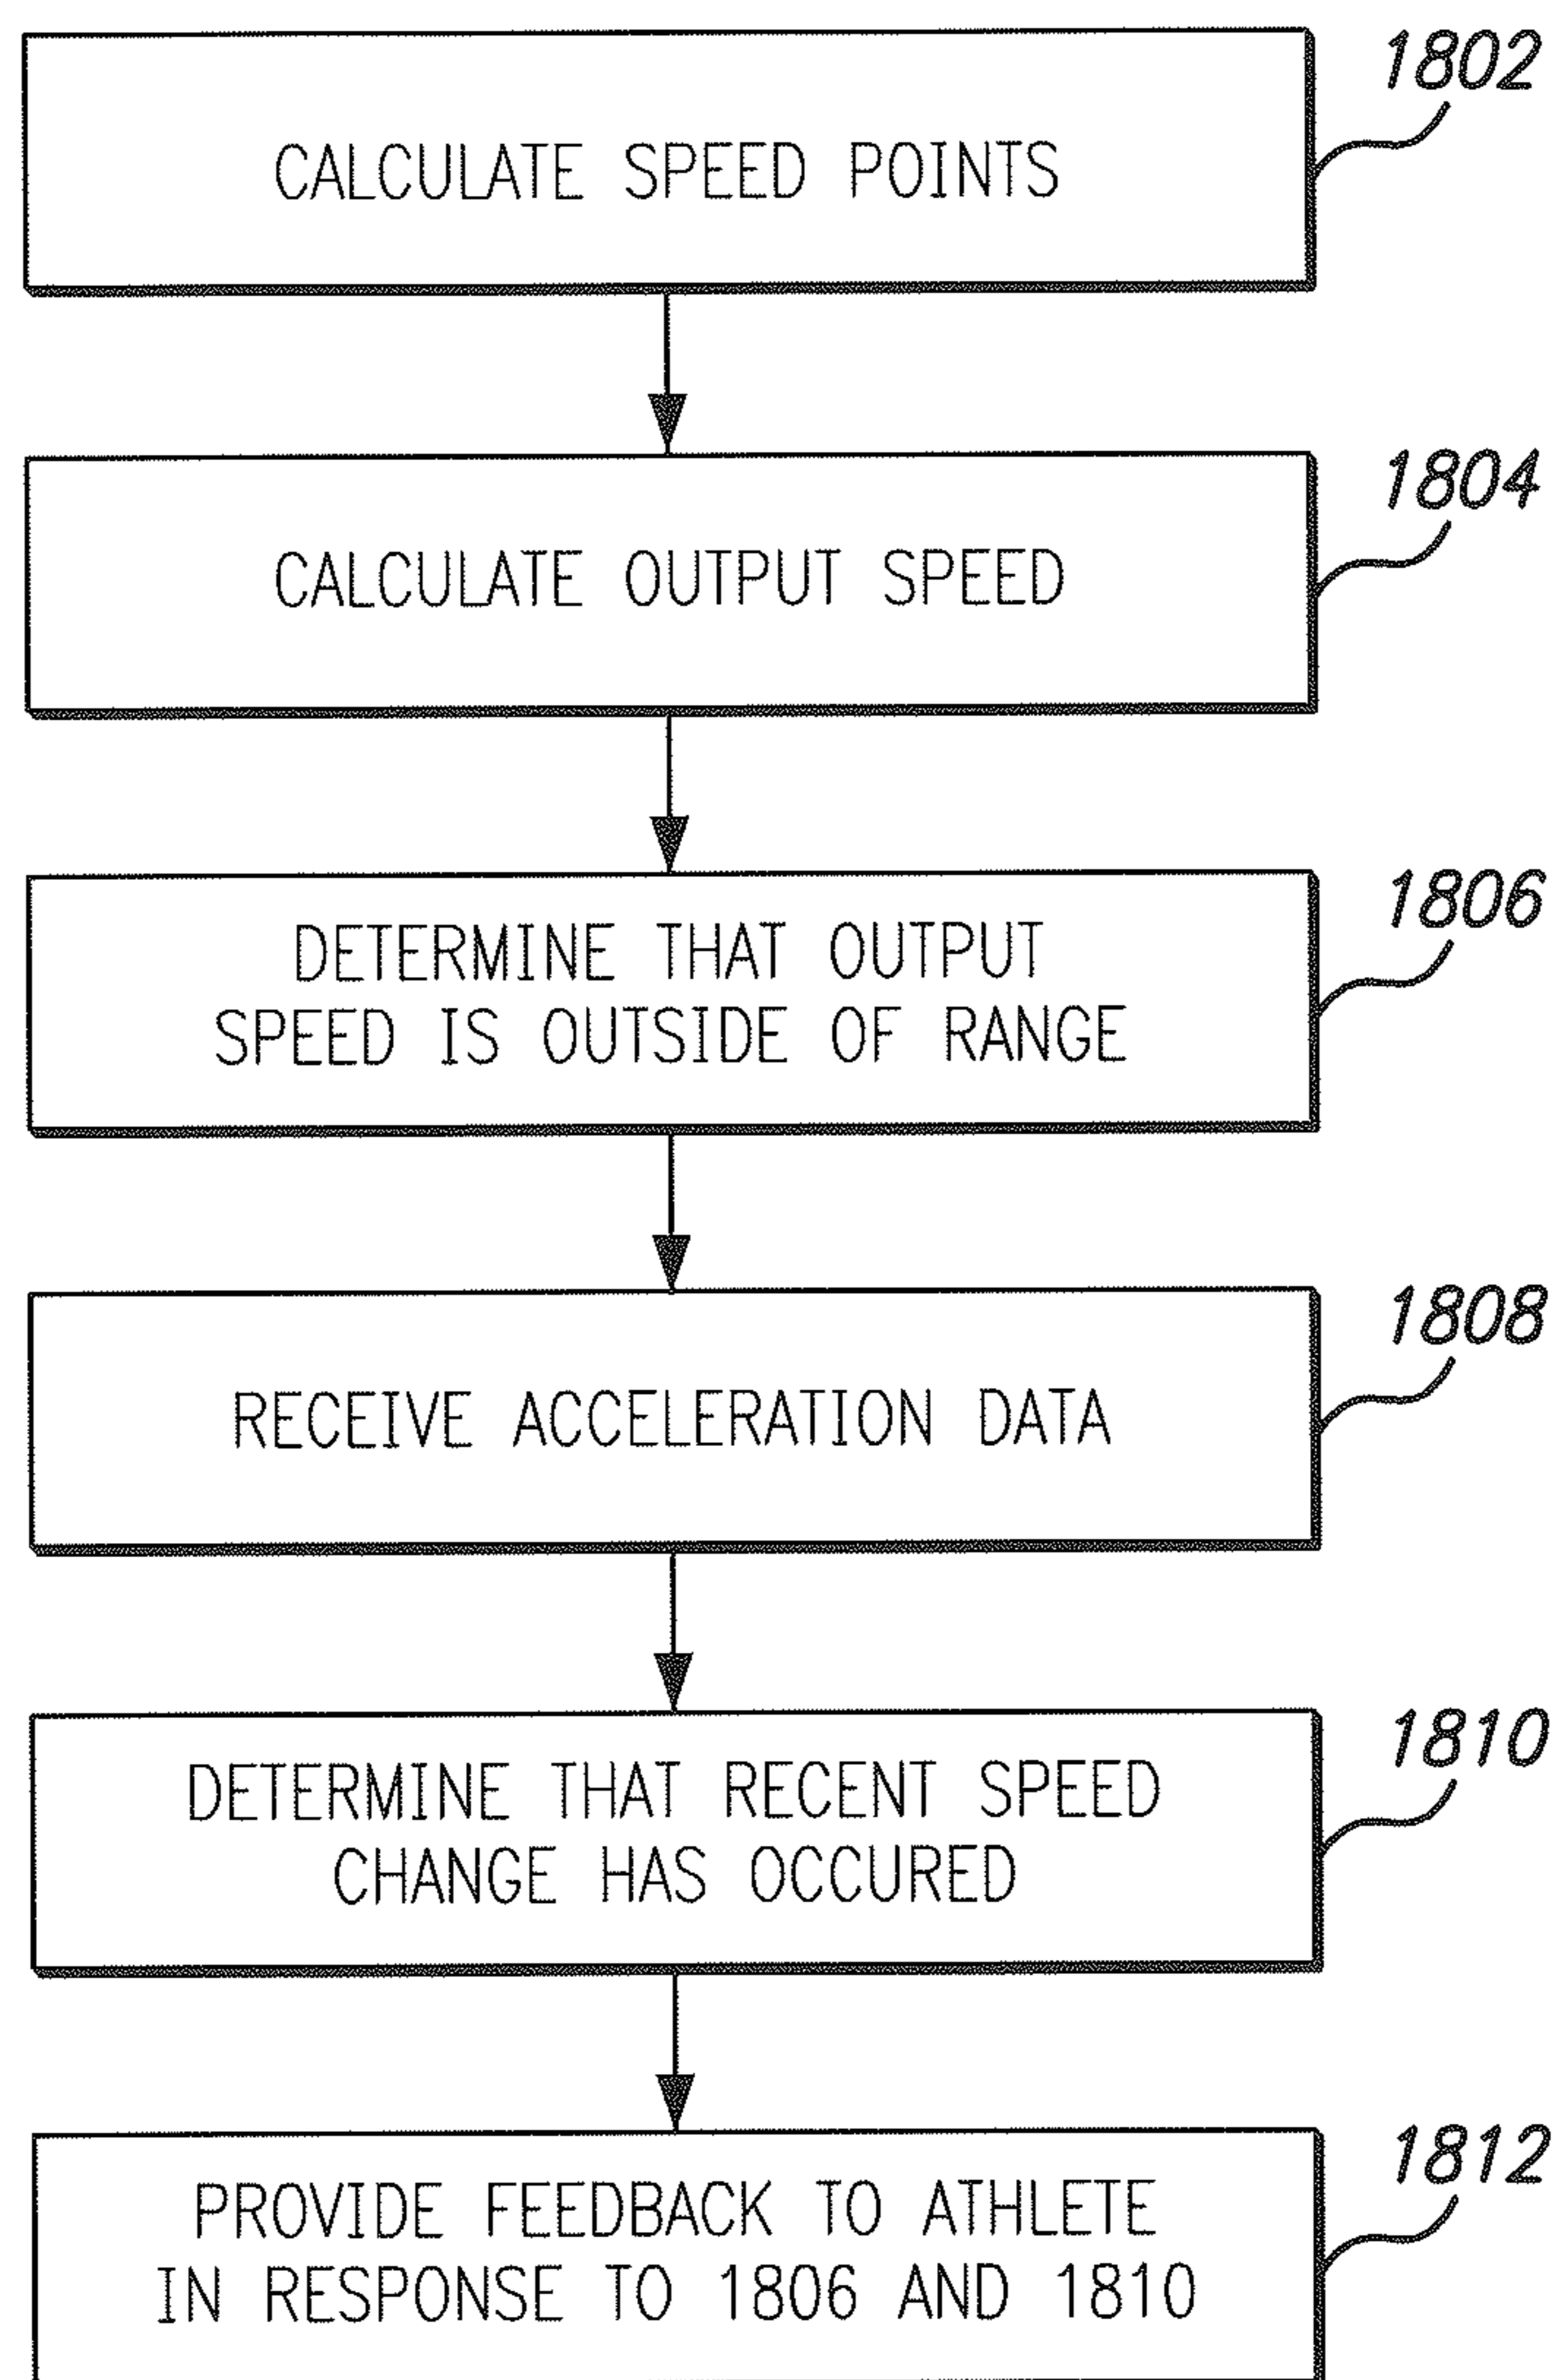 1802
CALCULATE SPEED POINTS
1804
CALCULATE OUTPUT SPEED
1806
DETERMINE THAT OUTPUT
SPEED IS OUTSIDE OF RANGE
1808
RECEIVE ACCELERATION DATA
1810
DETERMINE THAT RECENT SPEED
CHANGE HAS OCCURED
1812
PROVIDE FEEDBACK TO ATHLETE
IN RESPONSE TO 1806 AND 1810